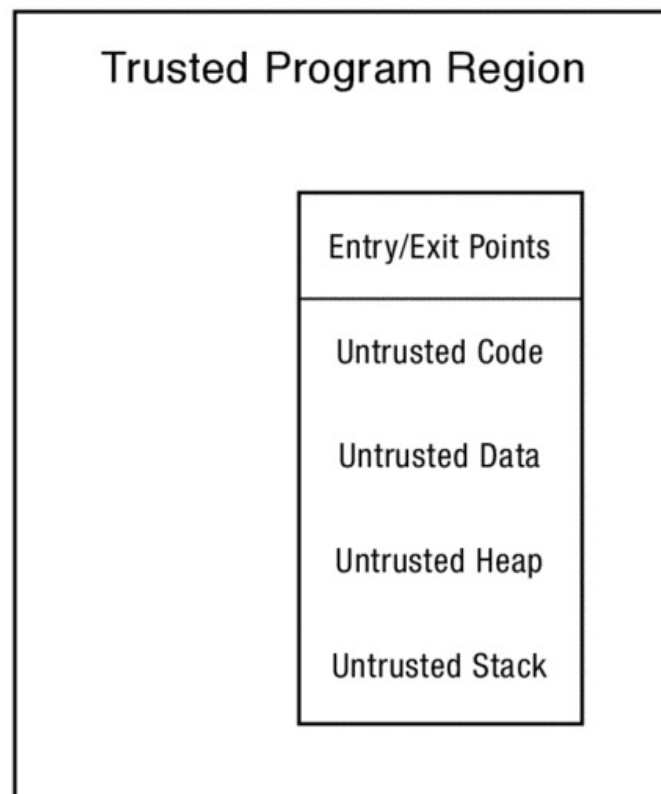 Trusted Program Region
Entry/Exit Points
Untrusted Code
Untrusted Data
Untrusted Heap
Untrusted Stack